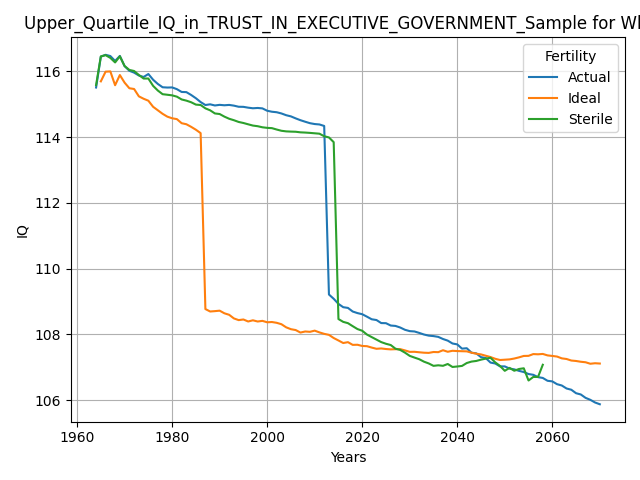 Upper_Quartile_IQ_in_TRUST_IN_EXECUTIVE_GOVERNMENT_Sample for Wh
Fertility
Actual
Ideal
Sterile
116
114
112
110
108
106
IQ
1960
1980
2000
2020
2040
2060
Years